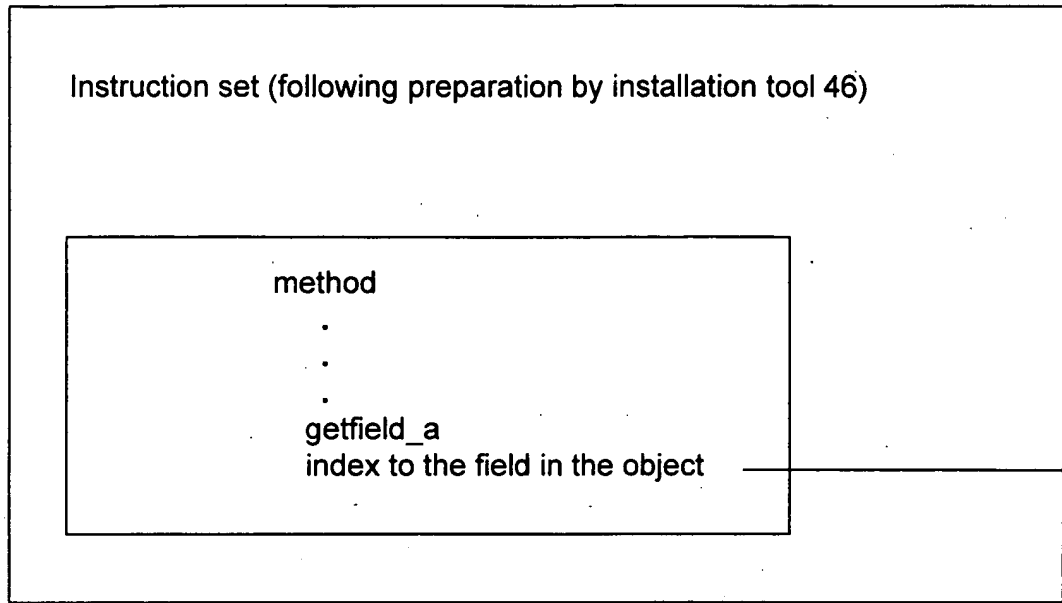 Instruction set (following preparation by installation tool 46)
method
.
.
.
getfield_a
index to the field in the object